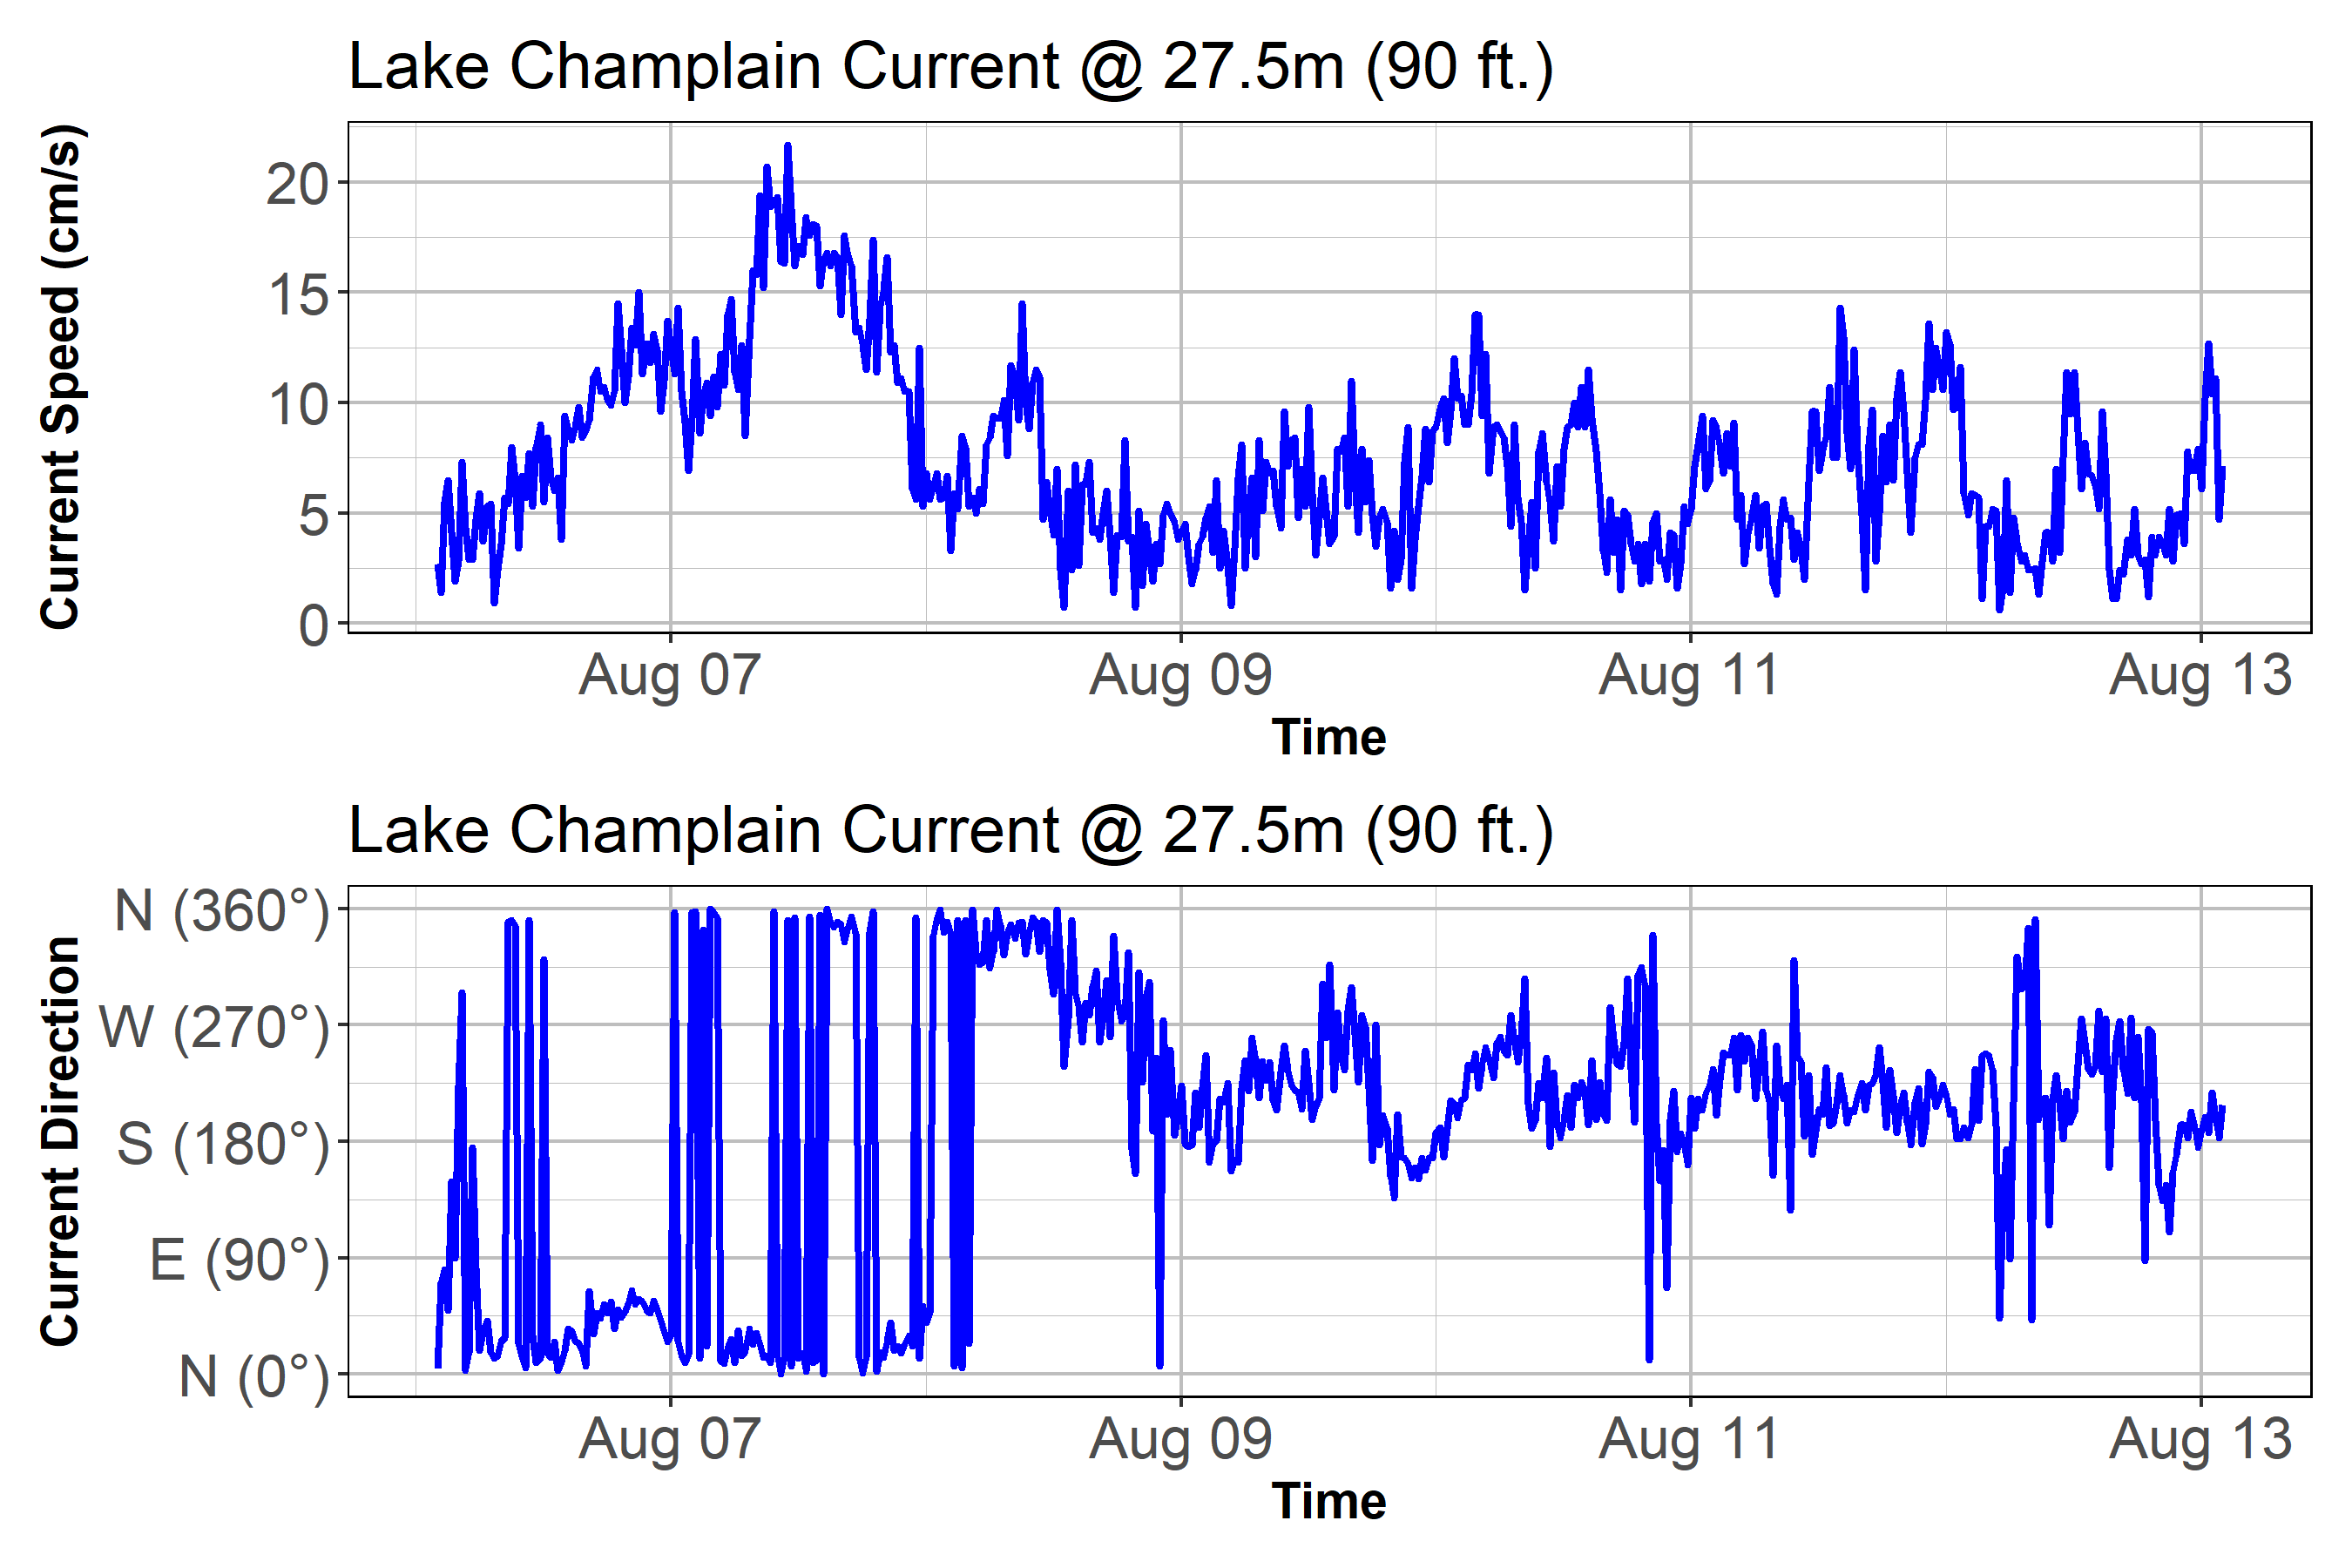 Lake Champlain Current @ 27.5m (90 ft.)
Current Speed (cm/s)
20
15
10
5
0
Aug 07 Aug 09 Aug 11 Aug 13
Time
Lake Champlain Current @ 27.5m (90 ft.)
Current Direction
N (360°)
W (270°)
S (180°)
E (90°)
N (0°)
Aug 07 Aug 09 Aug 11 Aug 13
Time